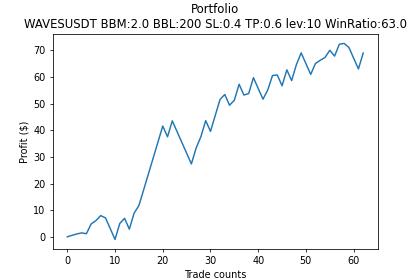 Portfolio
WAVESUSDT BBM:2.0 BBL:200 SL:0.4 TP:0.6 lev:10 WinRatio:63.0
70
60
50
40
30
20
10
0
Profit ($)
0 10 20 30 40 50 60
Trade counts